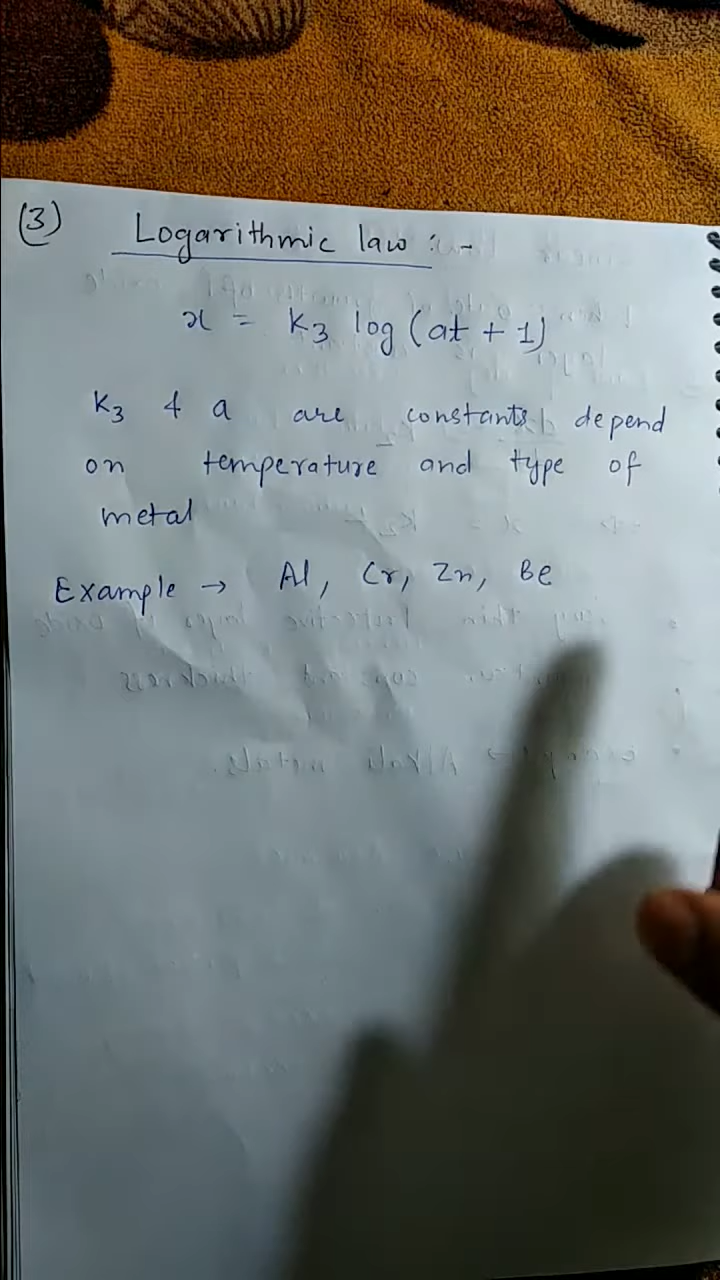 (3) Logarithmic law :-
x = K3 log (at + 1)
K3 & a are constants depend
on temperature and type of
metal
Example → Al, Cr, Zn, Be